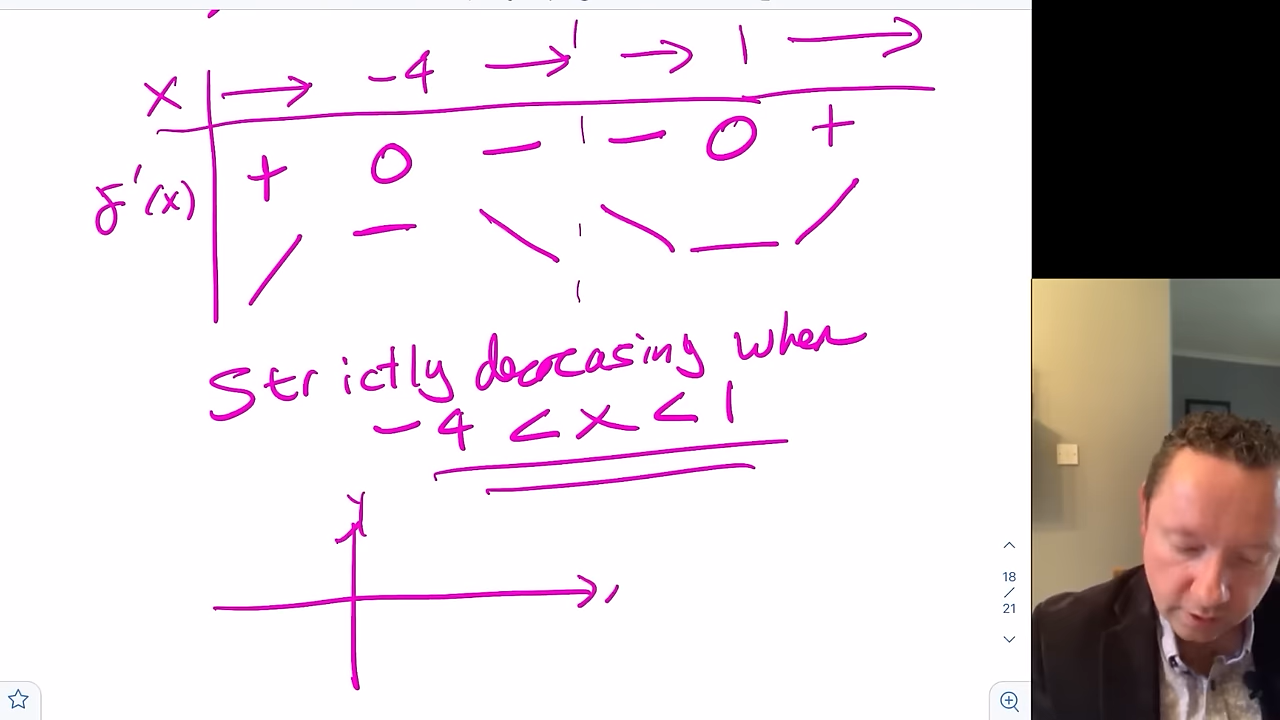 x → -4 → → 1 →
f'(x) + 0 - - 0 +
Strictly decreasing when
-4 < x < 1
y
18
/
21